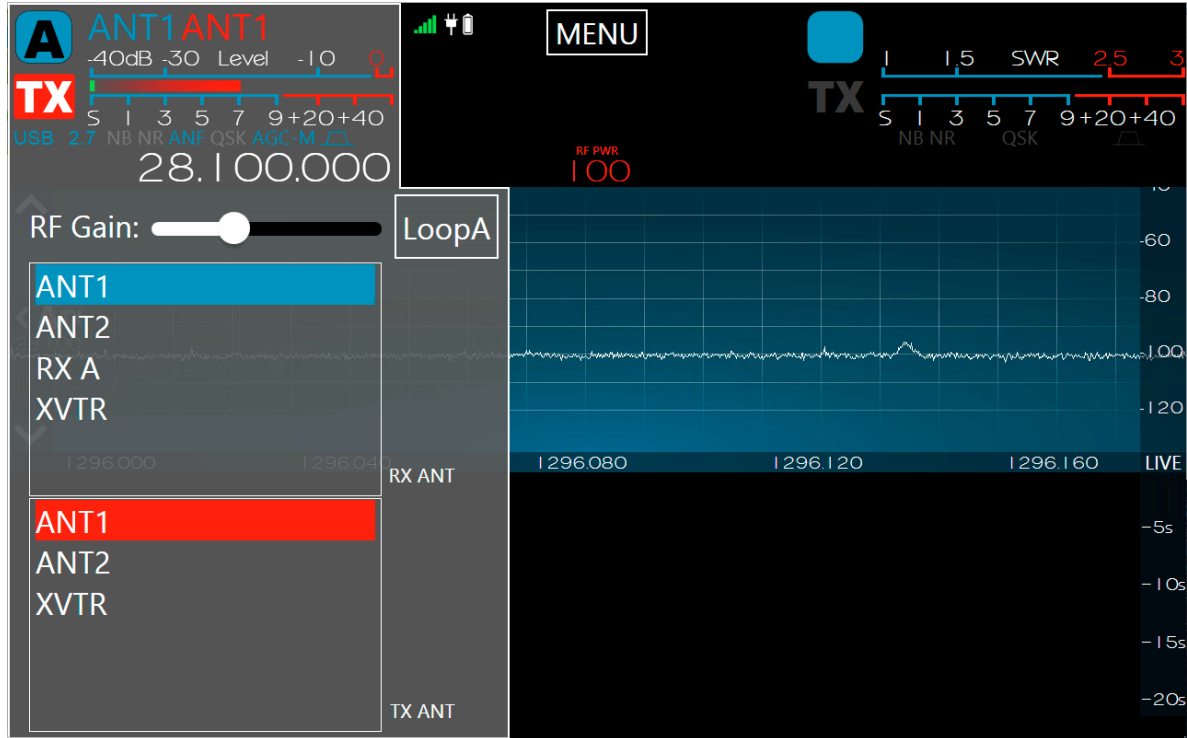 A ANT1 ANT1
-40dB -30 Level -10 0
TX
S 1 3 5 7 9+20+40
USB 2.7 NB NR ANF QSK AGC-M
28.100.000
MENU
RF PWR
100
1 1.5 SWR 2.5 3
TX
S 1 3 5 7 9+20+40
NB NR QSK
RF Gain:
LoopA
ANT1
ANT2
RX A
XVTR
RX ANT
ANT1
ANT2
XVTR
TX ANT
-60
-80
-100
-120
1296.000 1296.040 1296.080 1296.120 1296.160 LIVE
-5s
-10s
-15s
-20s